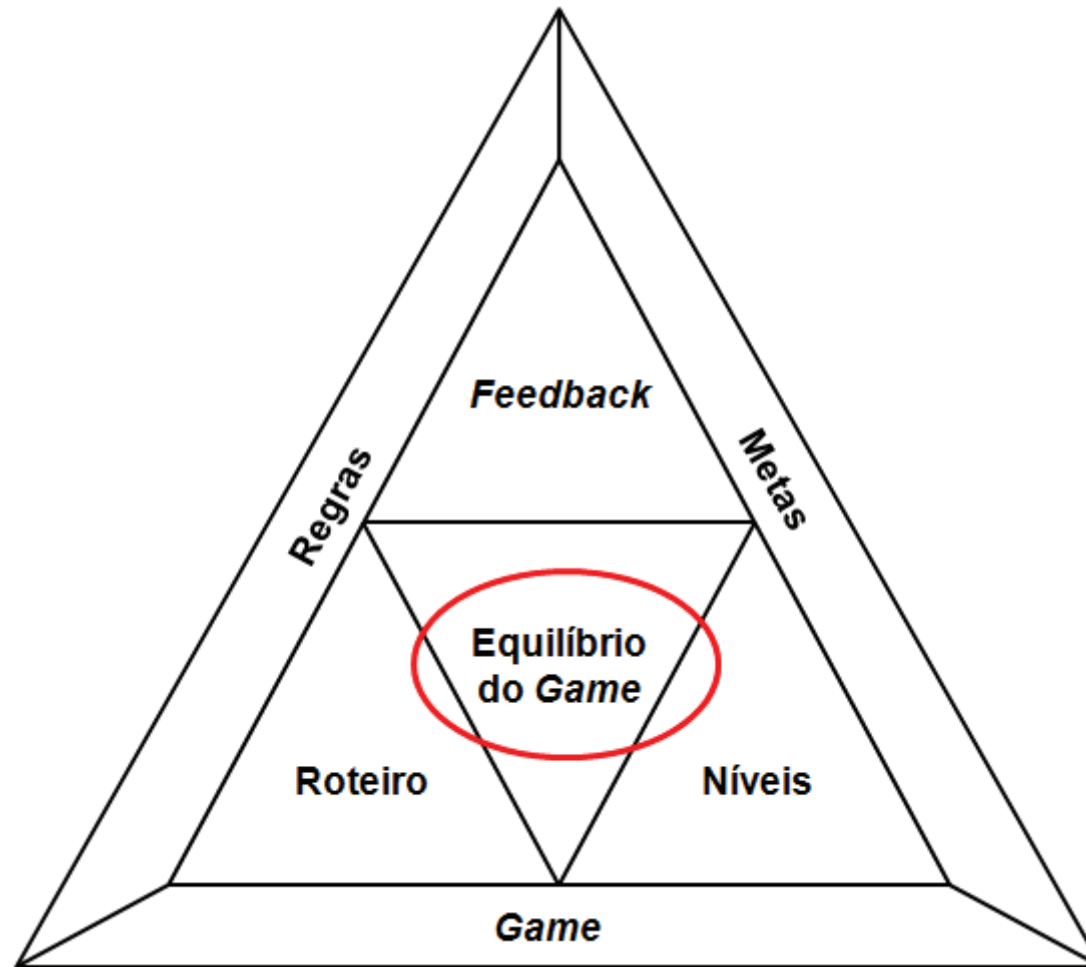 Feedback
Regras
Metas
Equilíbrio
do Game
Roteiro
Níveis
Game